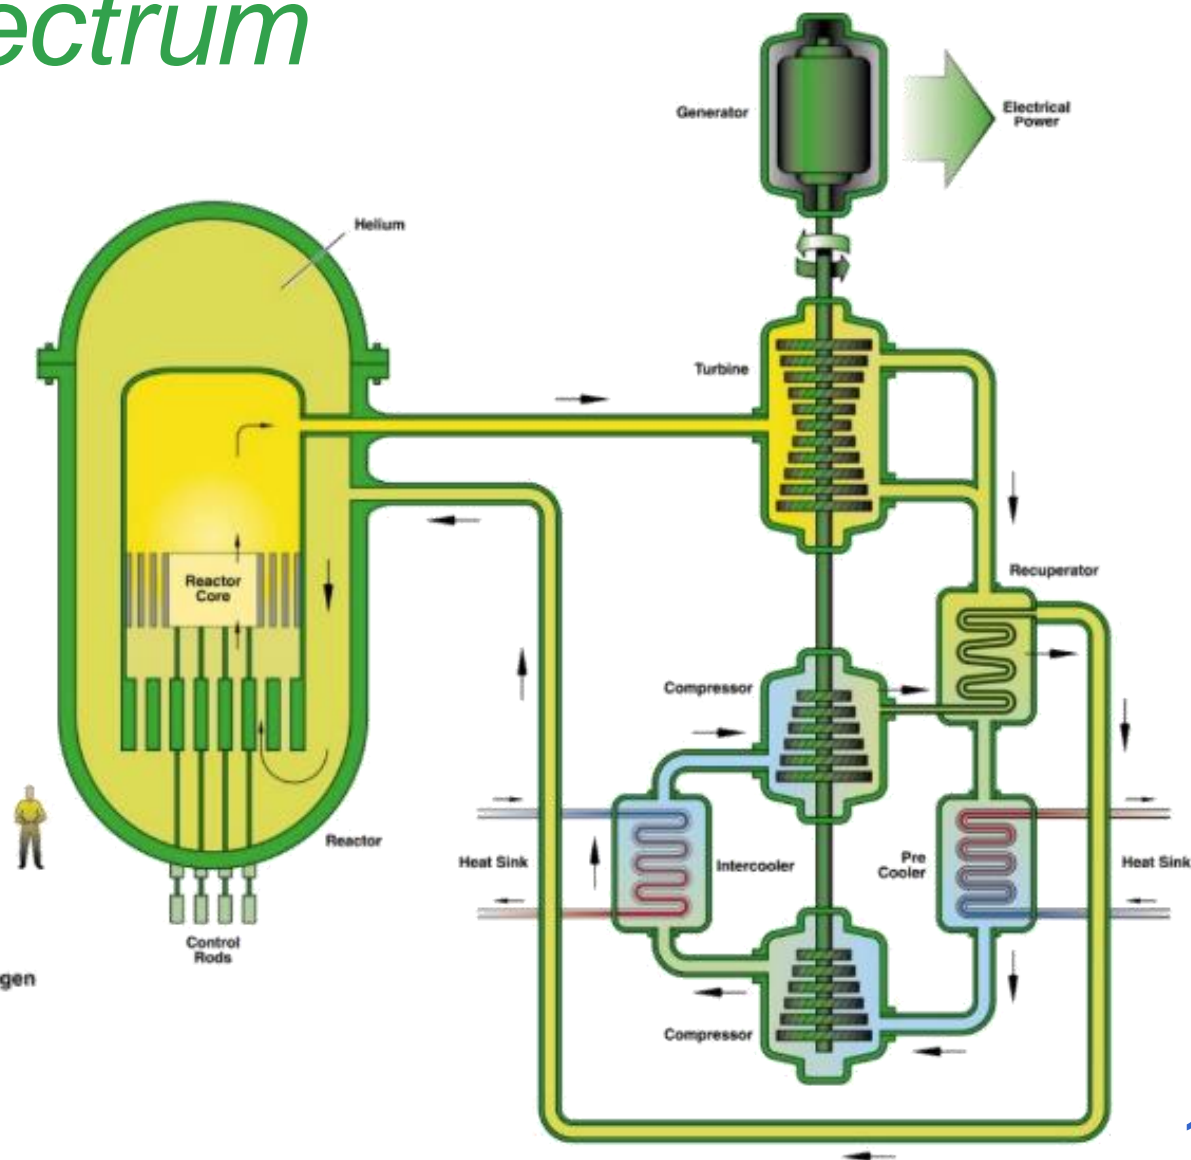 ectrum
Generator
Electrical
Power
Helium
Turbine
Reactor
Core
Recuperator
Compressor
Reactor
Heat Sink
Intercooler
Pre
Cooler
Heat Sink
Control
Rods
gen
Compressor